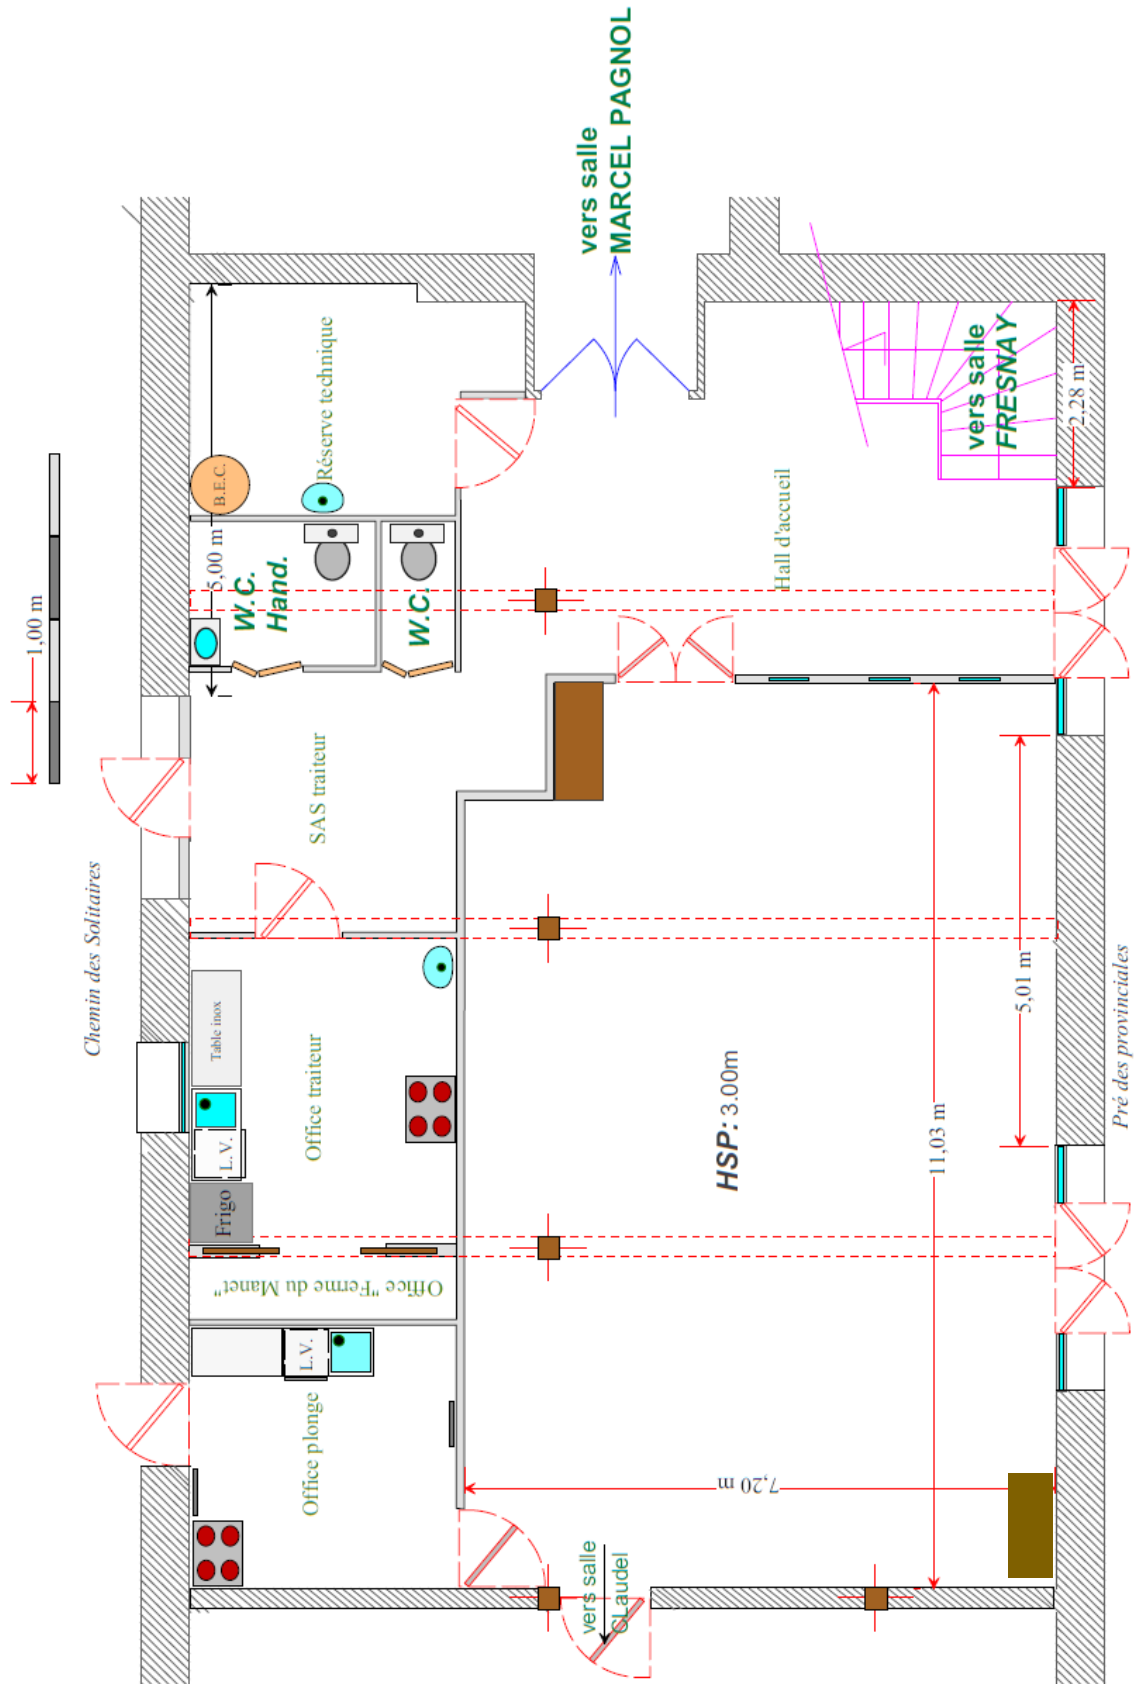 vers salle
MARCEL PAGNOL
vers salle
FRESNAY
2,28 m
Réserve technique
B.E.C.
5,00 m
W.C.
Hand.
W.C.
Hall d'accueil
1,00 m
SAS traiteur
Chemin des Solitaires
Table inox
Office traiteur
L.V.
Frigo
Office "Ferme du Manet"
L.V.
Office plonge
HSP: 3.00m
11,03 m
5,01 m
Pré des provinciales
7,20 m
vers salle
CLaudel